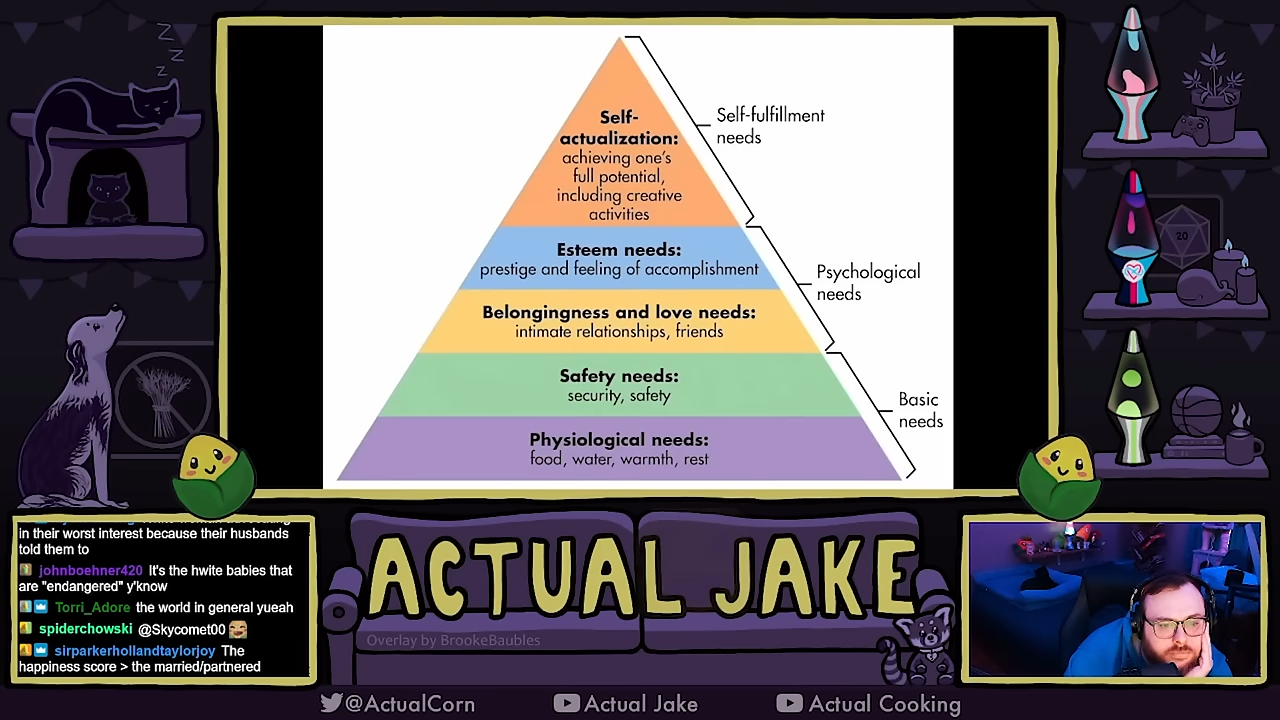 Self-
actualization:
achieving one's
full potential,
including creative
activities
Self-fulfillment
needs
Esteem needs:
prestige and feeling of accomplishment
Psychological
needs
Belongingness and love needs:
intimate relationships, friends
Safety needs:
security, safety
Basic
needs
Physiological needs:
food, water, warmth, rest
20
in their worst interest because their husbands
told them to
johnboehner420 It's the hwite babies that
are "endangered" y'know
Torri_Adore the world in general yueah
spiderchowski @Skycomet00
sirparkerhollandtaylorjoy The
happiness score > the married/partnered
ACTUAL JAKE
Overlay by BrookeBaubles
@ActualCorn
Actual Jake
Actual Cooking